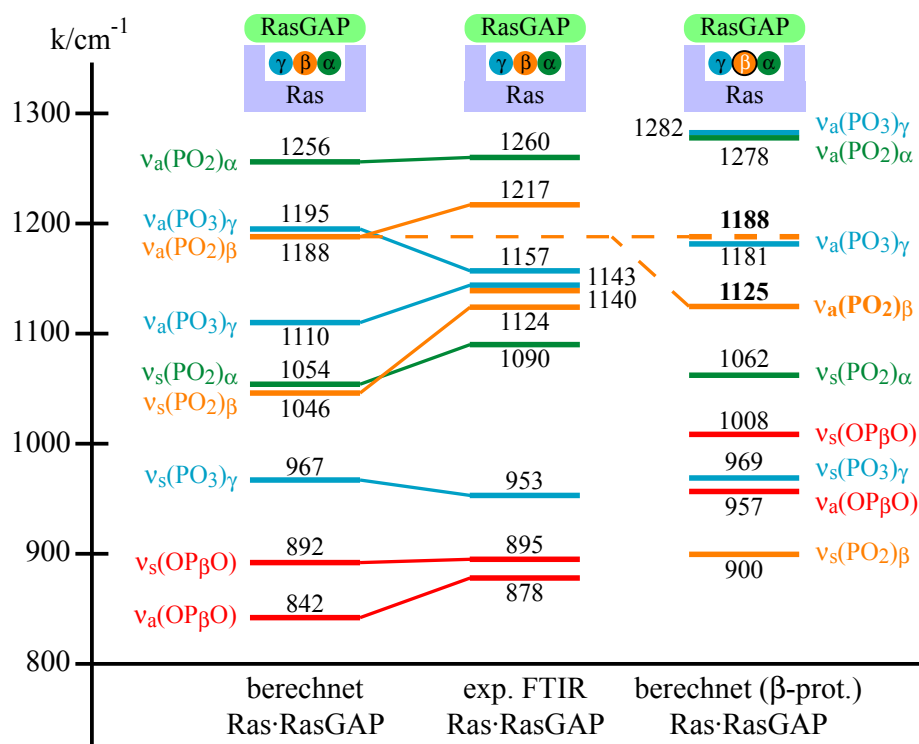 k/cm⁻¹
RasGAP
γ β α
Ras
RasGAP
γ β α
Ras
RasGAP
γ β α
Ras
1300
1200
1100
1000
900
800
νa(PO2)α
νa(PO3)γ
νa(PO2)β
νa(PO3)γ
νs(PO2)α
νs(PO2)β
νs(PO3)γ
νs(OPβO)
νa(OPβO)
1256
1195
1188
1110
1054
1046
967
892
842
1260
1217
1157
1143
1140
1124
1090
953
895
878
1282
1278
1188
1181
1125
1062
1008
969
957
900
νa(PO3)γ
νa(PO2)α
νa(PO3)γ
νa(PO2)β
νs(PO2)α
νs(OPβO)
νs(PO3)γ
νa(OPβO)
νs(PO2)β
berechnet
Ras·RasGAP
exp. FTIR
Ras·RasGAP
berechnet (β-prot.)
Ras·RasGAP